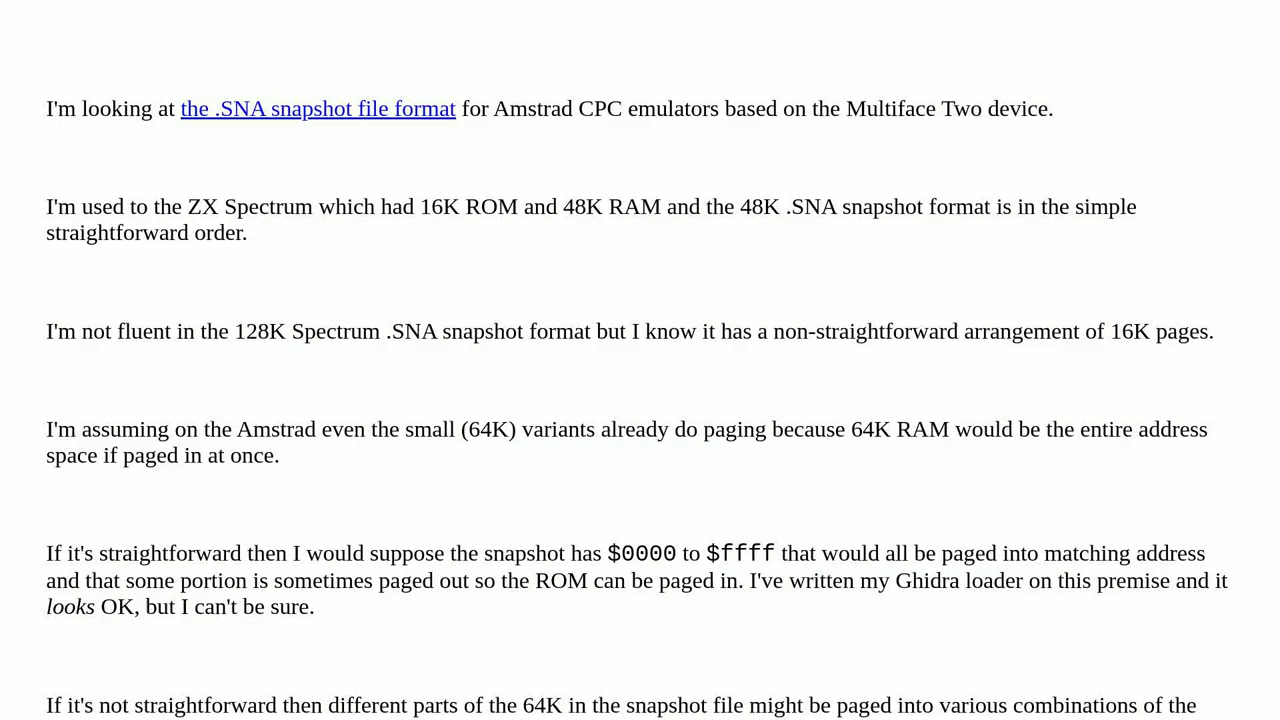 I'm looking at the .SNA snapshot file format for Amstrad CPC emulators based on the Multiface Two device.
I'm used to the ZX Spectrum which had 16K ROM and 48K RAM and the 48K .SNA snapshot format is in the simple
straightforward order.
I'm not fluent in the 128K Spectrum .SNA snapshot format but I know it has a non-straightforward arrangement of 16K pages.
I'm assuming on the Amstrad even the small (64K) variants already do paging because 64K RAM would be the entire address
space if paged in at once.
If it's straightforward then I would suppose the snapshot has $0000 to $ffff that would all be paged into matching address
and that some portion is sometimes paged out so the ROM can be paged in. I've written my Ghidra loader on this premise and it
looks OK, but I can't be sure.
If it's not straightforward then different parts of the 64K in the snapshot file might be paged into various combinations of the